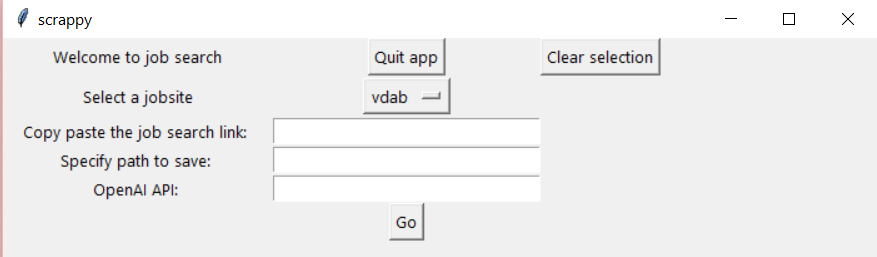 scrappy
Welcome to job search Quit app Clear selection
Select a jobsite vdab
Copy paste the job search link:
Specify path to save:
OpenAI API:
Go